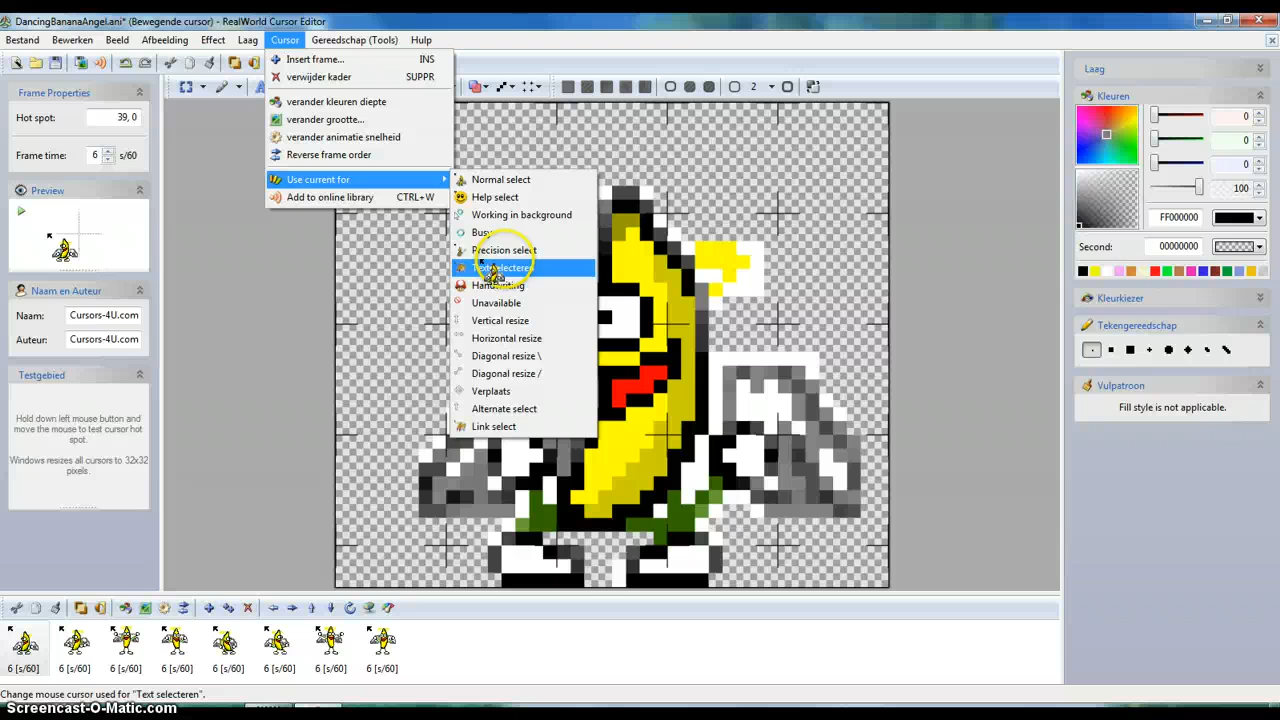 DancingBananaAngel.ani* (Bewegende cursor) - RealWorld Cursor Editor
Bestand Bewerken Beeld Afbeelding Effect Laag Cursor Gereedschap (Tools) Help
Insert frame... INS
verwijder kader SUPPR
verander kleuren diepte
verander grootte...
verander animatie snelheid
Reverse frame order
Use current for
Add to online library CTRL+W
Normal select
Help select
Working in background
Busy
Precision select
Text selecteren
Handwriting
Unavailable
Vertical resize
Horizontal resize
Diagonal resize \
Diagonal resize /
Verplaats
Alternate select
Link select
2
Frame Properties
Hot spot: 39, 0
Frame time: 6 s/60
Preview
Naam en Auteur
Naam: Cursors-4U.com
Auteur: Cursors-4U.com
Testgebied
Hold down left mouse button and
move the mouse to test cursor hot
spot.
Windows resizes all cursors to 32x32
pixels.
Laag
Kleuren
0
0
0
100
FF000000
Second: 00000000
Kleurkiezer
Tekengereedschap
Vulpatroon
Fill style is not applicable.
6 [s/60] 6 [s/60] 6 [s/60] 6 [s/60] 6 [s/60] 6 [s/60] 6 [s/60] 6 [s/60]
Change mouse cursor used for "Text selecteren".
Screencast-O-Matic.com